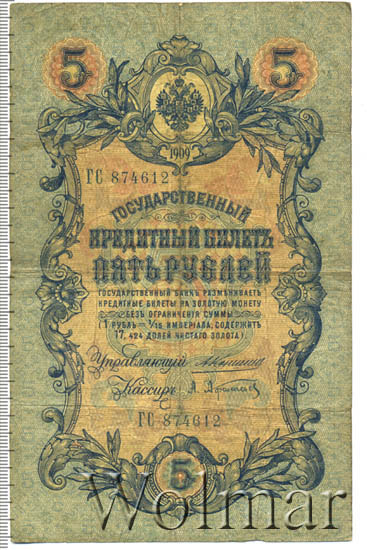 5 5
1909
ГС 874612
ГОСУДАРСТВЕННЫЙ
КРЕДИТНЫЙ БИЛЕТЪ
ПЯТЬ РУБЛЕЙ
ГОСУДАРСТВЕННЫЙ БАНКЪ РАЗМѢНИВАЕТЪ
КРЕДИТНЫЕ БИЛЕТЫ НА ЗОЛОТУЮ МОНЕТУ
БЕЗЪ ОГРАНИЧЕНІЯ СУММЫ
(1 РУБЛЬ = 1/15 ИМПЕРІАЛА, СОДЕРЖИТЪ
17,424 ДОЛЕЙ ЧИСТАГО ЗОЛОТА).
Управляющій
Кассиръ
ГС 874612
5
Wolmar